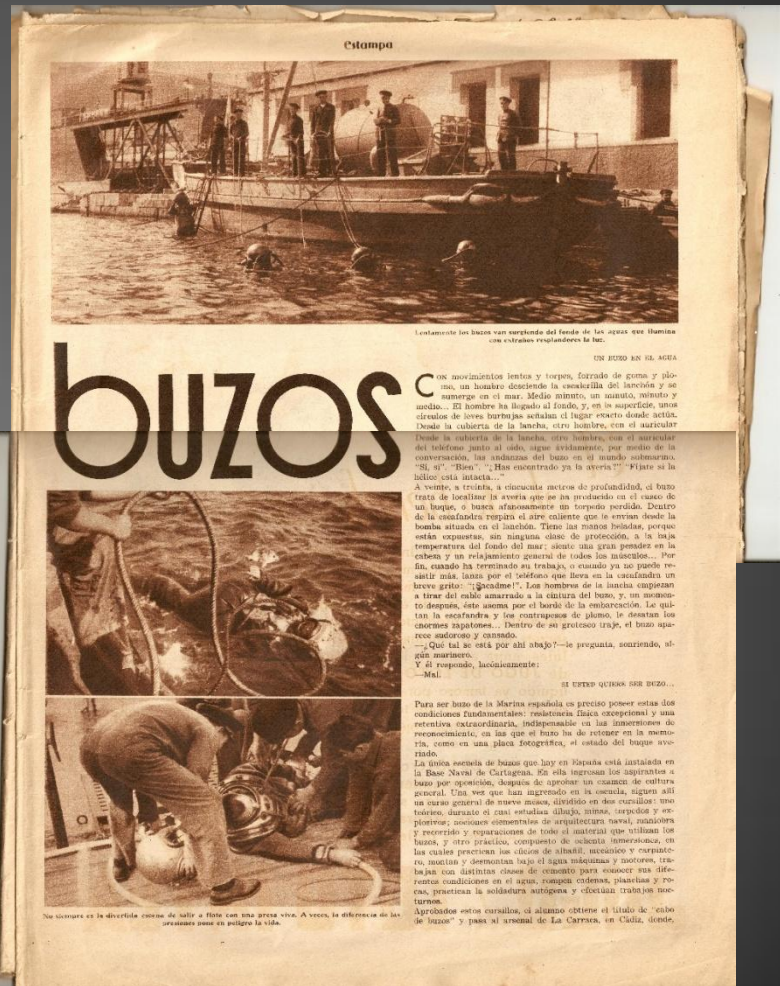 estampa
Lentamente los buzos van surgiendo del fondo de las aguas que ilumina
con extraños resplandores la luz.
buzos
UN BUZO EN EL AGUA
CON movimientos lentos y torpes, forrado de goma y plo-
mo, un hombre desciende la escalerilla del lanchón y se
sumerge en el mar. Medio minuto, un minuto, minuto y
medio... El hombre ha llegado al fondo, y, en la superficie, unos
círculos de leves burbujas señalan el lugar exacto donde actúa.
Desde la cubierta de la lancha, otro hombre, con el auricular
Desde la cubierta de la lancha, otro hombre, con el auricular
del teléfono junto al oído, sigue ávidamente, por medio de la
conversación, las andanzas del buzo en el mundo submarino.
"Sí, sí". "Bien". "¿Has encontrado ya la avería?" "Fíjate si la
hélice está intacta..."
A veinte, a treinta, a cincuenta metros de profundidad, el buzo
trata de localizar la avería que se ha producido en el casco de
un buque, o busca afanosamente un torpedo perdido. Dentro
de la escafandra respira el aire caliente que le envían desde la
bomba situada en el lanchón. Tiene las manos heladas, porque
están expuestas, sin ninguna clase de protección, a la baja
temperatura del fondo del mar; siente una gran pesadez en la
cabeza y un relajamiento general de todos los músculos... Por
fin, cuando ha terminado su trabajo, o cuando ya no puede re-
sistir más, lanza por el teléfono que lleva en la escafandra un
breve grito: "¡Sacadme!". Los hombres de la lancha empiezan
a tirar del cable amarrado a la cintura del buzo, y, un momen-
to después, éste asoma por el borde de la embarcación. Le qui-
tan la escafandra y los contrapesos de plomo, le desatan los
enormes zapatones... Dentro de su grotesco traje, el buzo apa-
rece sudoroso y cansado.
—¿Qué tal se está por ahí abajo?—le pregunta, sonriendo, al-
gún marinero.
Y él responde, lacónicamente:
—Mal.
SI USTED QUIERE SER BUZO...
Para ser buzo de la Marina española es preciso poseer estas dos
condiciones fundamentales: resistencia física excepcional y una
retentiva extraordinaria, indispensable en las inmersiones de
reconocimiento, en las que el buzo ha de retener en la memo-
ria, como en una placa fotográfica, el estado del buque ave-
riado.
La única escuela de buzos que hay en España está instalada en
la Base Naval de Cartagena. En ella ingresan los aspirantes a
buzo por oposición, después de aprobar un examen de cultura
general. Una vez que han ingresado en la escuela, siguen allí
un curso general de nueve meses, dividido en dos cursillos: uno
teórico, durante el cual estudian dibujo, minas, torpedos y ex-
plosivos; nociones elementales de arquitectura naval, maniobra
y recorrido y reparaciones de todo el material que utilizan los
buzos, y otro práctico, compuesto de ochenta inmersiones, en
las cuales practican los oficios de albañil, mecánico y carpinte-
ro, montan y desmontan bajo el agua máquinas y motores, tra-
bajan con distintas clases de cemento para conocer sus dife-
rentes condiciones en el agua, rompen cadenas, planchas y ro-
cas, practican la soldadura autógena y efectúan trabajos noc-
turnos.
Aprobados estos cursillos, el alumno obtiene el título de "cabo
de buzos" y pasa al arsenal de La Carraca, en Cádiz, donde,
No siempre es la divertida escena de salir a flote con una presa viva. A veces, la diferencia de las
presiones pone en peligro la vida.